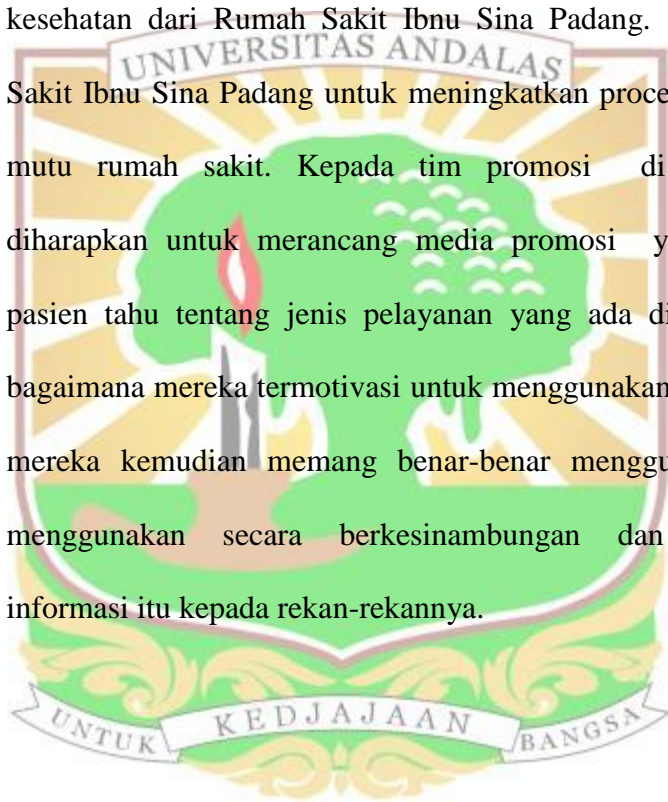 kesehatan dari Rumah Sakit Ibnu Sina Padang.
UNIVERSITAS ANDALAS
Sakit Ibnu Sina Padang untuk meningkatkan proce
mutu rumah sakit. Kepada tim promosi di
diharapkan untuk merancang media promosi y
pasien tahu tentang jenis pelayanan yang ada di
bagaimana mereka termotivasi untuk menggunakan
mereka kemudian memang benar-benar menggu
menggunakan secara berkesinambungan dan
informasi itu kepada rekan-rekannya.
UNTUK KEDJAJAAN BANGSA